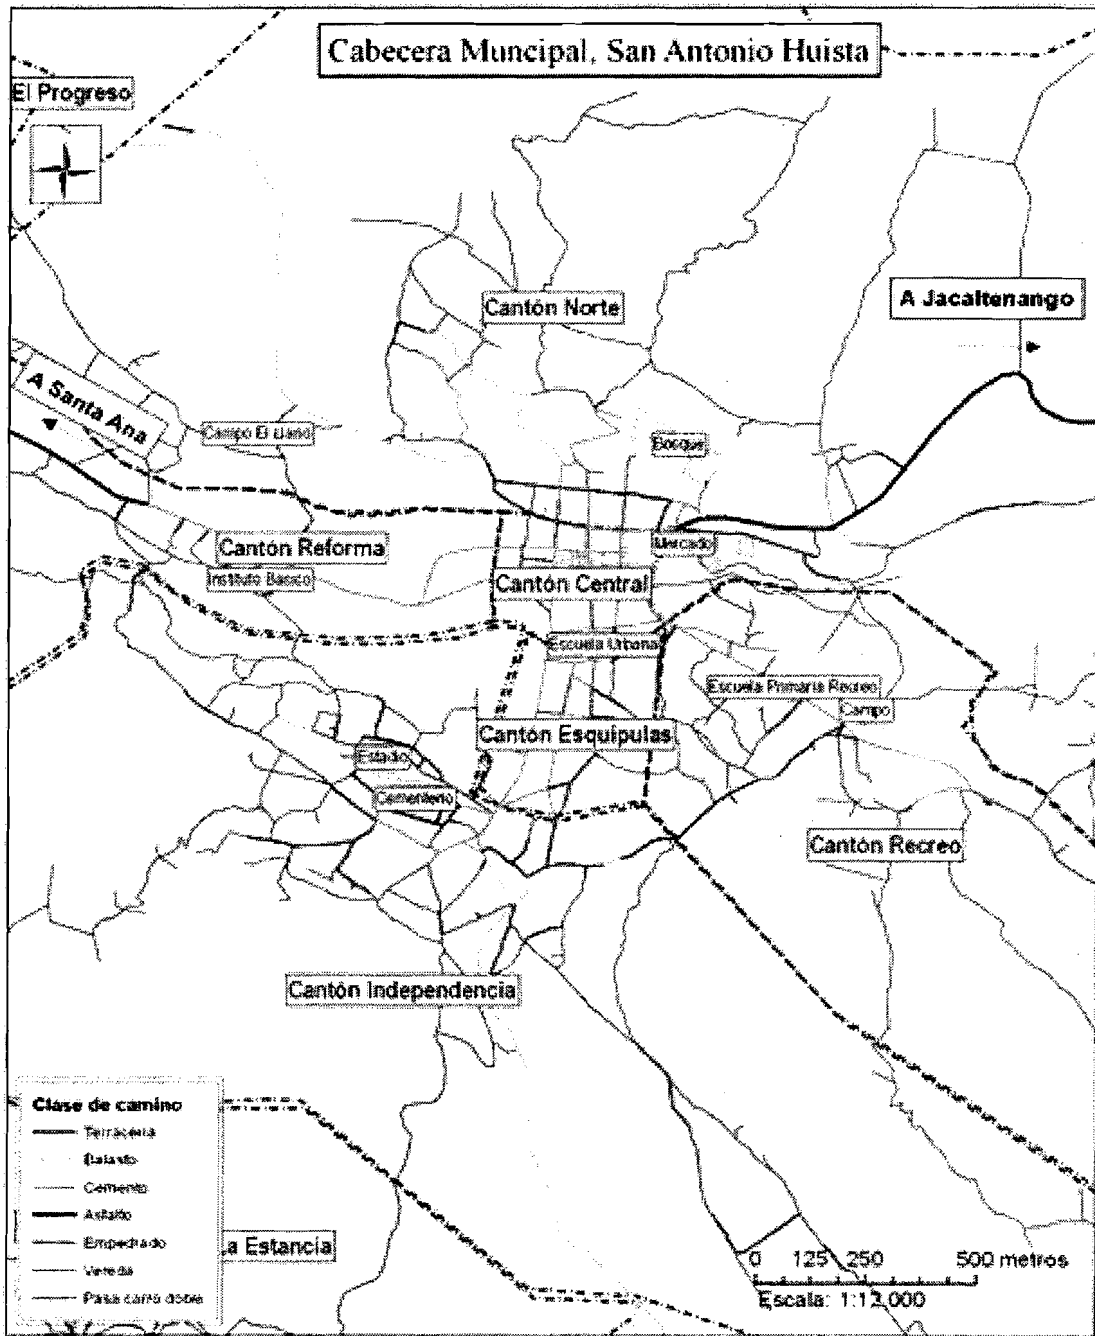 Cabecera Muncipal, San Antonio Huista
El Progreso
A Jacaltenango
Cantón Norte
A Santa Ana
Campo El Llano
Bosque
Cantón Reforma
Mercado
Instituto Básico
Cantón Central
Escuela Urbana
Escuela Primaria Recreo
Campo
Cantón Esquipulas
Estadio
Cementerio
Cantón Recreo
Cantón Independencia
Clase de camino
Terracería
Balasto
Cemento
Asfalto
Empedrado
Vereda
Pasa carro doble
a Estancia
0 125 250 500 metros
Escala: 1:12,000